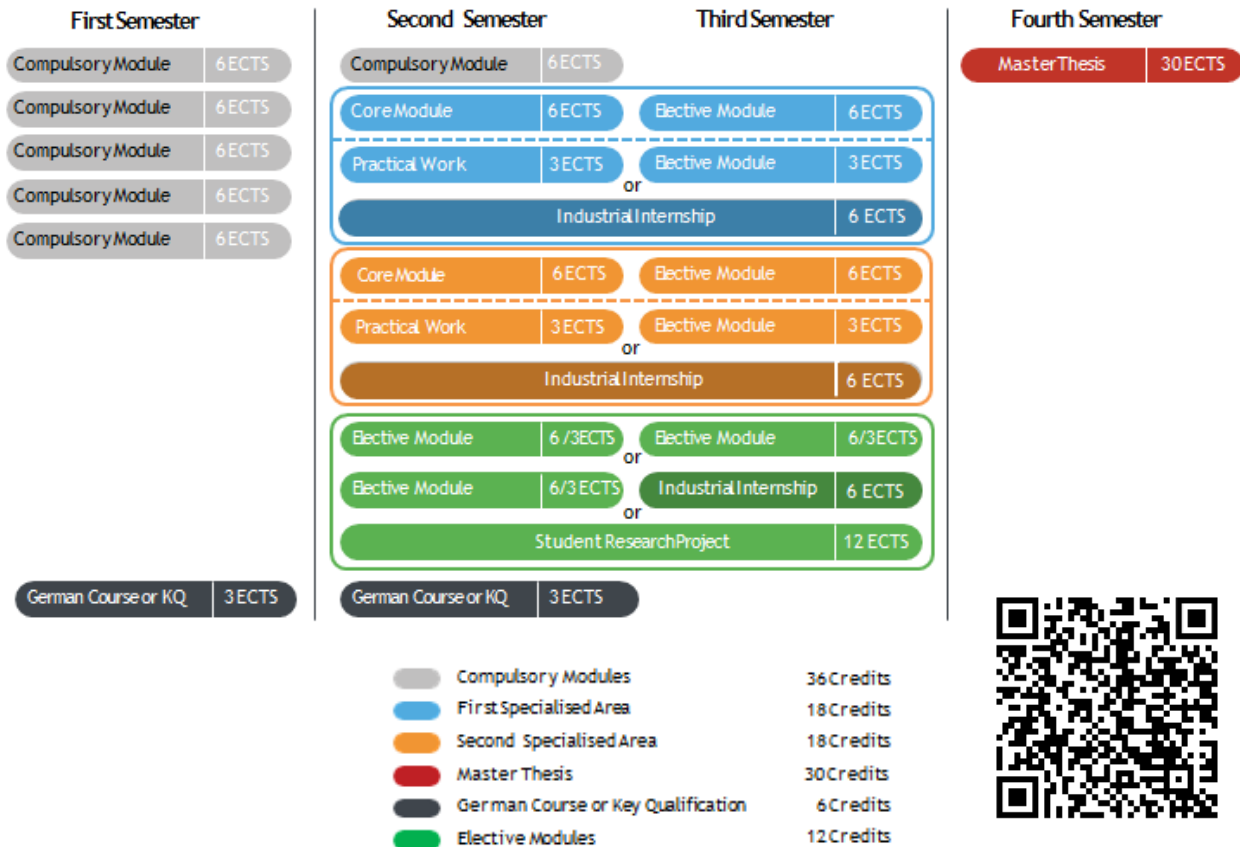 First Semester
Second Semester
Third Semester
Fourth Semester
Compulsory Module 6 ECTS
Compulsory Module 6 ECTS
Compulsory Module 6 ECTS
Compulsory Module 6 ECTS
Compulsory Module 6 ECTS
German Course or KQ 3 ECTS
Compulsory Module 6 ECTS
Core Module 6 ECTS Elective Module 6 ECTS
Practical Work 3 ECTS Elective Module 3 ECTS
or
Industrial Internship 6 ECTS
Core Module 6 ECTS Elective Module 6 ECTS
Practical Work 3 ECTS Elective Module 3 ECTS
or
Industrial Internship 6 ECTS
Elective Module 6/3 ECTS Elective Module 6/3 ECTS
or
Elective Module 6/3 ECTS Industrial Internship 6 ECTS
or
Student Research Project 12 ECTS
German Course or KQ 3 ECTS
Master Thesis 30 ECTS
Compulsory Modules 36 Credits
First Specialised Area 18 Credits
Second Specialised Area 18 Credits
Master Thesis 30 Credits
German Course or Key Qualification 6 Credits
Elective Modules 12 Credits